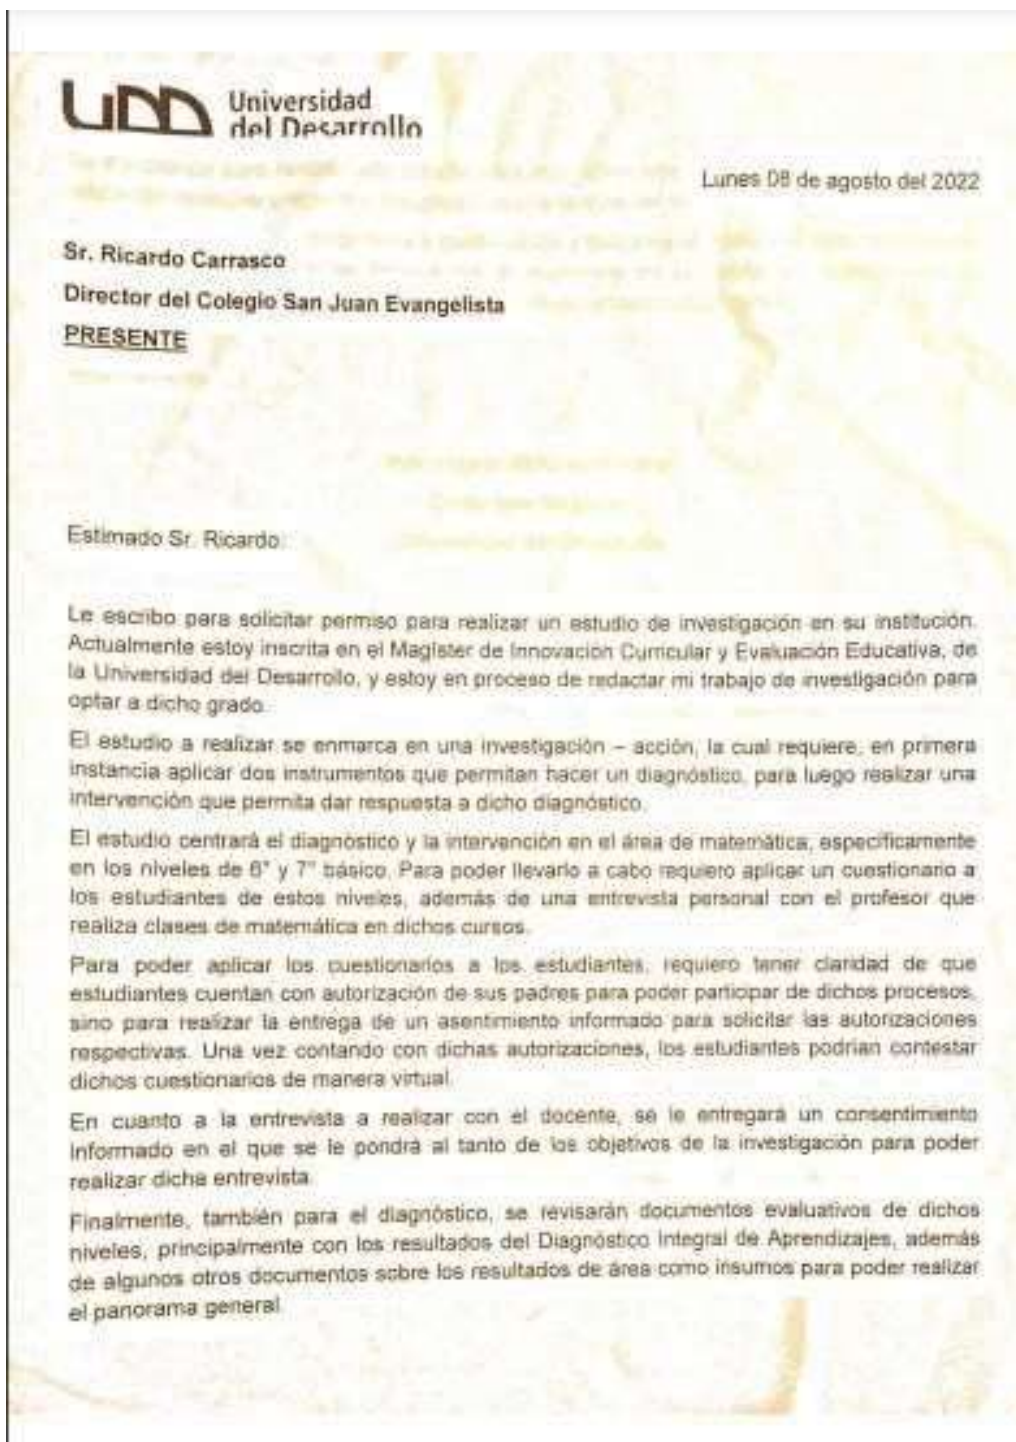 UDD Universidad
del Desarrollo
Lunes 08 de agosto del 2022
Sr. Ricardo Carrasco
Director del Colegio San Juan Evangelista
PRESENTE
Estimado Sr. Ricardo:
Le escribo para solicitar permiso para realizar un estudio de investigación en su institución.
Actualmente estoy inscrita en el Magíster de Innovación Curricular y Evaluación Educativa, de
la Universidad del Desarrollo, y estoy en proceso de redactar mi trabajo de investigación para
optar a dicho grado.
El estudio a realizar se enmarca en una investigación – acción, la cual requiere, en primera
instancia aplicar dos instrumentos que permitan hacer un diagnóstico, para luego realizar una
intervención que permita dar respuesta a dicho diagnóstico.
El estudio centrará el diagnóstico y la intervención en el área de matemática, específicamente
en los niveles de 6° y 7° básico. Para poder llevarlo a cabo requiero aplicar un cuestionario a
los estudiantes de estos niveles, además de una entrevista personal con el profesor que
realiza clases de matemática en dichos cursos.
Para poder aplicar los cuestionarios a los estudiantes, requiero tener claridad de que
estudiantes cuentan con autorización de sus padres para poder participar de dichos procesos,
sino para realizar la entrega de un asentimiento informado para solicitar las autorizaciones
respectivas. Una vez contando con dichas autorizaciones, los estudiantes podrían contestar
dichos cuestionarios de manera virtual.
En cuanto a la entrevista a realizar con el docente, se le entregará un consentimiento
informado en el que se le pondrá al tanto de los objetivos de la investigación para poder
realizar dicha entrevista.
Finalmente, también para el diagnóstico, se revisarán documentos evaluativos de dichos
niveles, principalmente con los resultados del Diagnóstico Integral de Aprendizajes, además
de algunos otros documentos sobre los resultados de área como insumos para poder realizar
el panorama general.